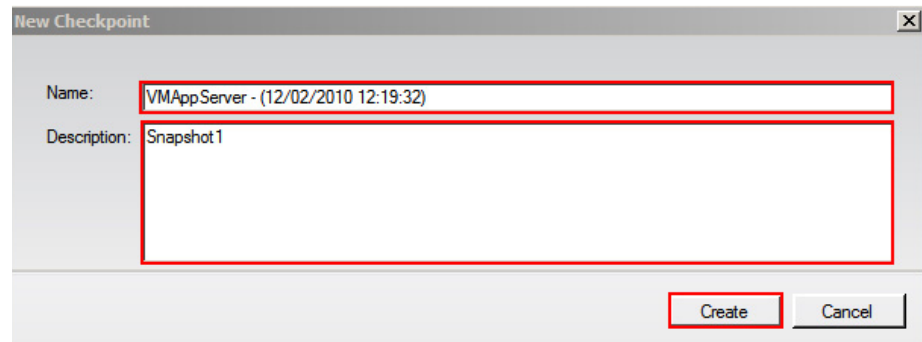 New Checkpoint
Name: VMAppServer - (12/02/2010 12:19:32)
Description: Snapshot1
Create Cancel